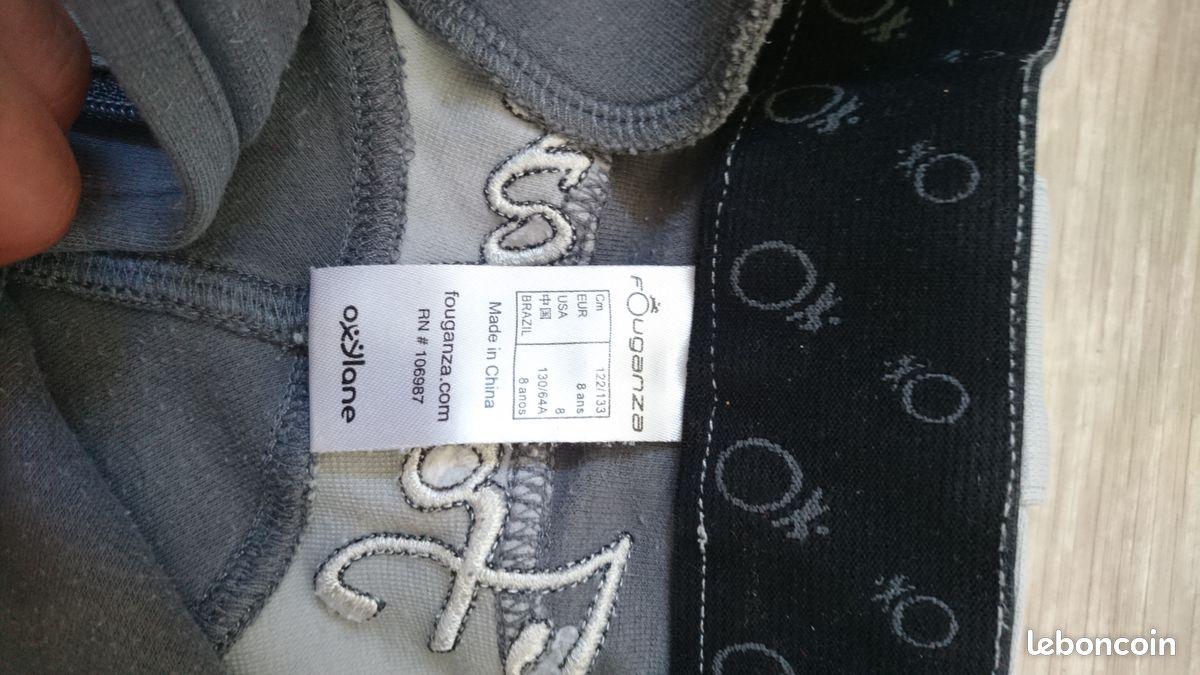 Fouganza
Cm 122/133
EUR 8 ans
USA 8
中国 130/64A
BRAZIL 8 anos
Made in China
fouganza.com
RN # 106987
oxylane
leboncoin